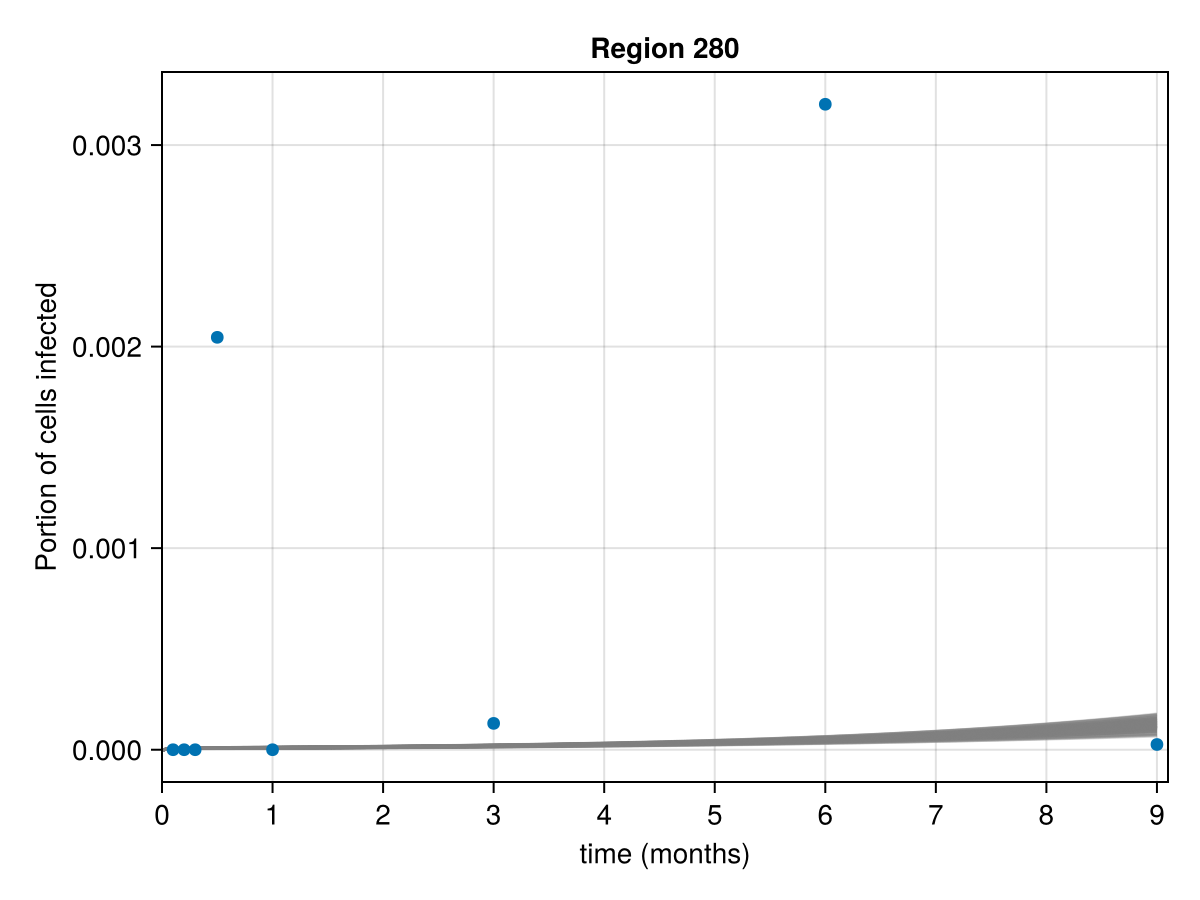 Region 280
Portion of cells infected
0.003
0.002
0.001
0.000
0 1 2 3 4 5 6 7 8 9
time (months)